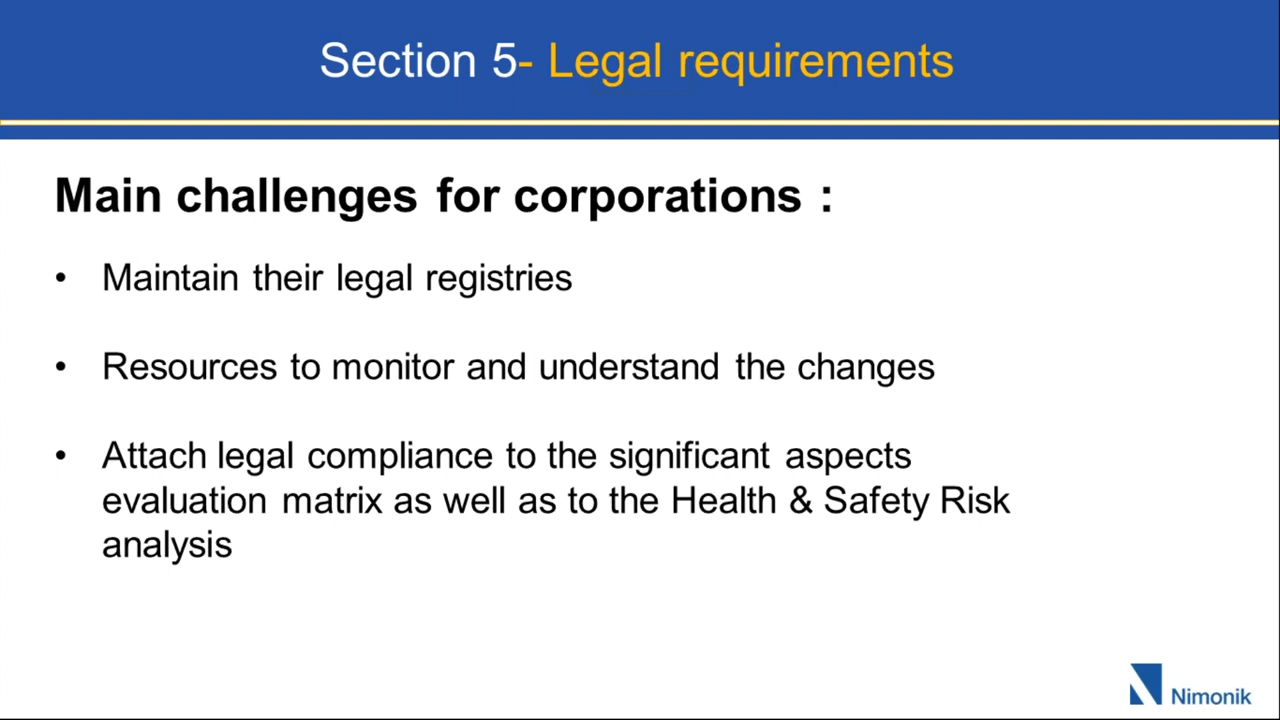 Section 5- Legal requirements
Main challenges for corporations :
• Maintain their legal registries
• Resources to monitor and understand the changes
• Attach legal compliance to the significant aspects
evaluation matrix as well as to the Health & Safety Risk
analysis
Nimonik